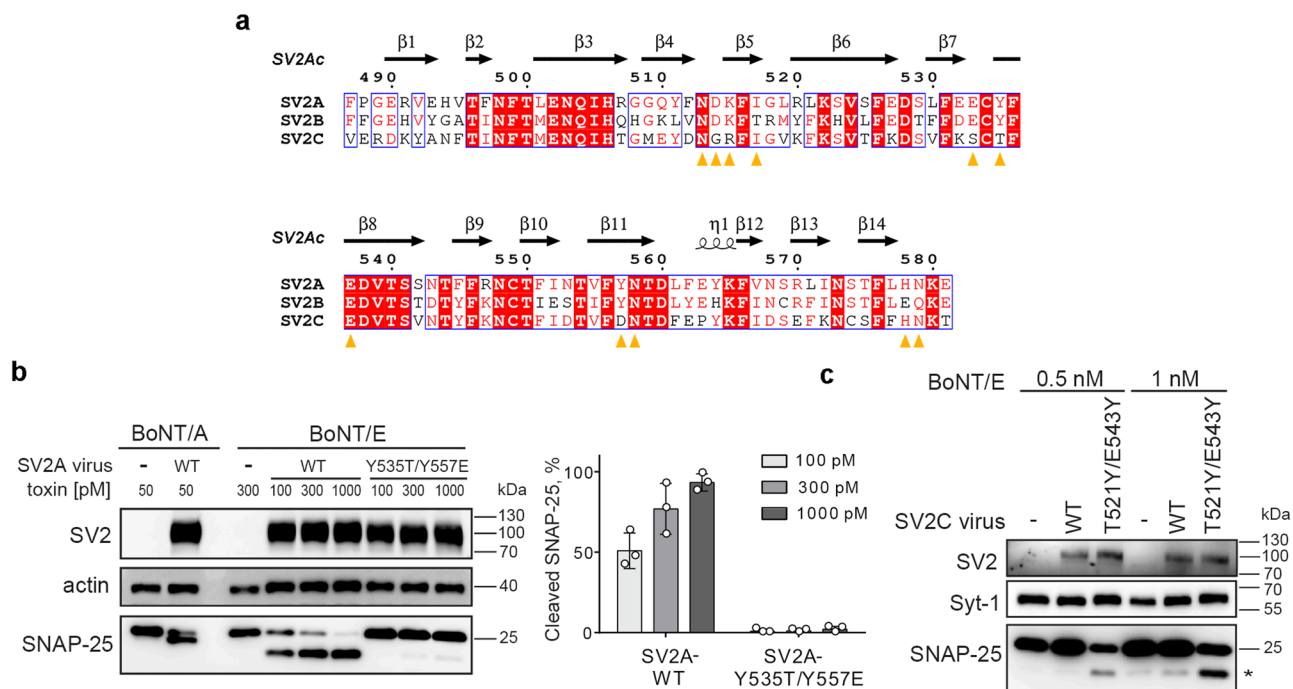 a
β1 β2 β3 β4 β5 β6 β7
SV2Ac
490 500 510 520 530
SV2A FPGERVEHVTFNFTLENQIHRGGQYFNDKFIGLRLKSVSFEDSLFEECYF
SV2B FFGEHVYGATINFTMENQIHQHGKLVNDKFTRMYFKHVLFEDTFFDECYF
SV2C VERDKYANFTINFTMENQIHTGMEYDNGRFIGVKFKSVTFKDSVFKSCTF
β8 β9 β10 β11 η1 β12 β13 β14
SV2Ac
540 550 560 570 580
SV2A EDVTSSNTFFRNCTFINTVFYNTDLFEYKFVNSRLINSTFLHNKE
SV2B EDVTSTDTYFKNCTIESTIFYNTDLYEHKFINCRFINSTFLEQKE
SV2C EDVTSVNTYFKNCTFIDTVFDNTDFEPYKFIDSEFKNCSFFHNKT
b
BoNT/A BoNT/E
SV2A virus - WT - WT Y535T/Y557E
toxin [pM] 50 50 300 100 300 1000 100 300 1000 kDa
SV2 130
100
70
actin 40
SNAP-25 25
Cleaved SNAP-25, %
100
50
0
100 pM
300 pM
1000 pM
SV2A-
WT
SV2A-
Y535T/Y557E
c
BoNT/E 0.5 nM 1 nM
SV2C virus - WT T521Y/E543Y - WT T521Y/E543Y
kDa
SV2 130
100
70
Syt-1 70
55
SNAP-25 25
*